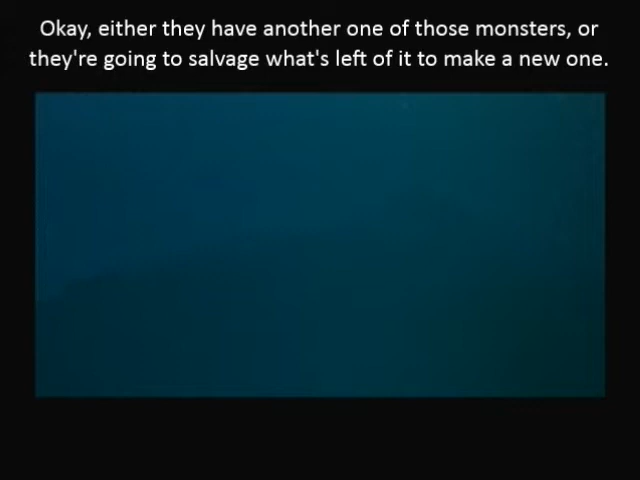 Okay, either they have another one of those monsters, or
they're going to salvage what's left of it to make a new one.